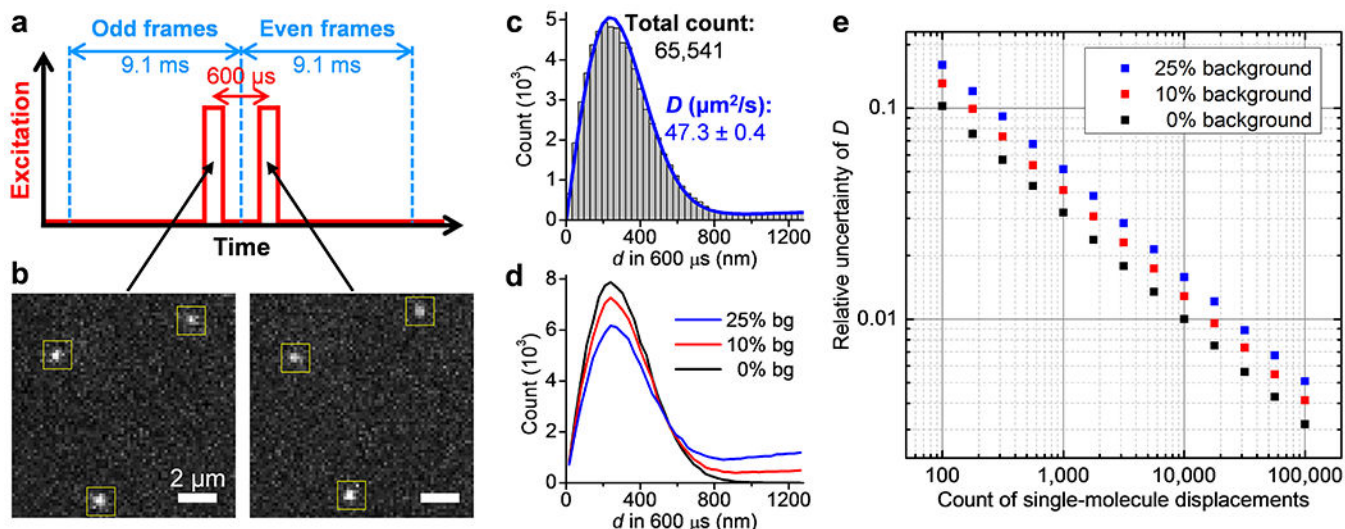 a
Odd frames
Even frames
9.1 ms
9.1 ms
600 µs
Excitation
Time
b
2 µm
c
Total count:
65,541
D (µm²/s):
47.3 ± 0.4
Count (10³)
5
4
3
2
1
0
0 400 800 1200
d in 600 µs (nm)
d
25% bg
10% bg
0% bg
Count (10³)
8
6
4
2
0
0 400 800 1200
d in 600 µs (nm)
e
25% background
10% background
0% background
Relative uncertainty of D
0.1
0.01
100 1,000 10,000 100,000
Count of single-molecule displacements